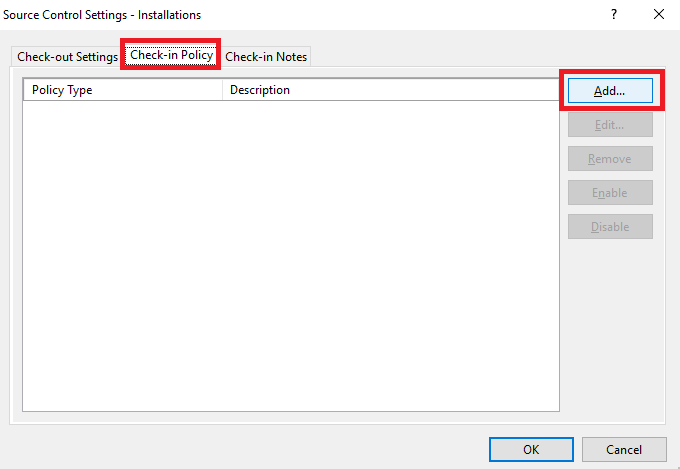 Source Control Settings - Installations
?
Check-out Settings
Check-in Policy
Check-in Notes
Policy Type
Description
Add...
Edit...
Remove
Enable
Disable
OK
Cancel